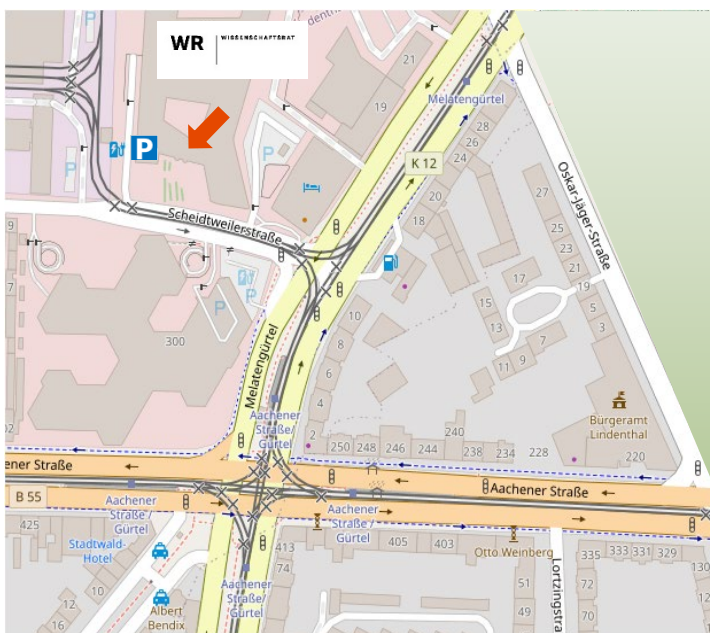 WR
WISSENSCHAFTSRAT
P
P
21
19
Melatengürtel
28
26
24
K 12
20
18
Oskar-Jäger-Straße
27
25
23
21
19
P
P
Scheidtweilerstraße
P
P
300
17
15
13
5
3
7
9
11
10
8
6
4
2
Melatengürtel
Aachener
Straße/
Gürtel
250
248
246
244
240
238
234
228
220
Bürgeramt
Lindenthal
ener Straße
Aachener Straße
B 55
Aachener
Straße /
Gürtel
Aachener
Straße /
Gürtel
425
Stadtwald-
Hotel
413
74
405
403
Otto Weinberg
335
333
331
329
130
Aachener
Straße/
Gürtel
12
10
16
Albert
Bendix
51
49
Lortzingstra
72
70